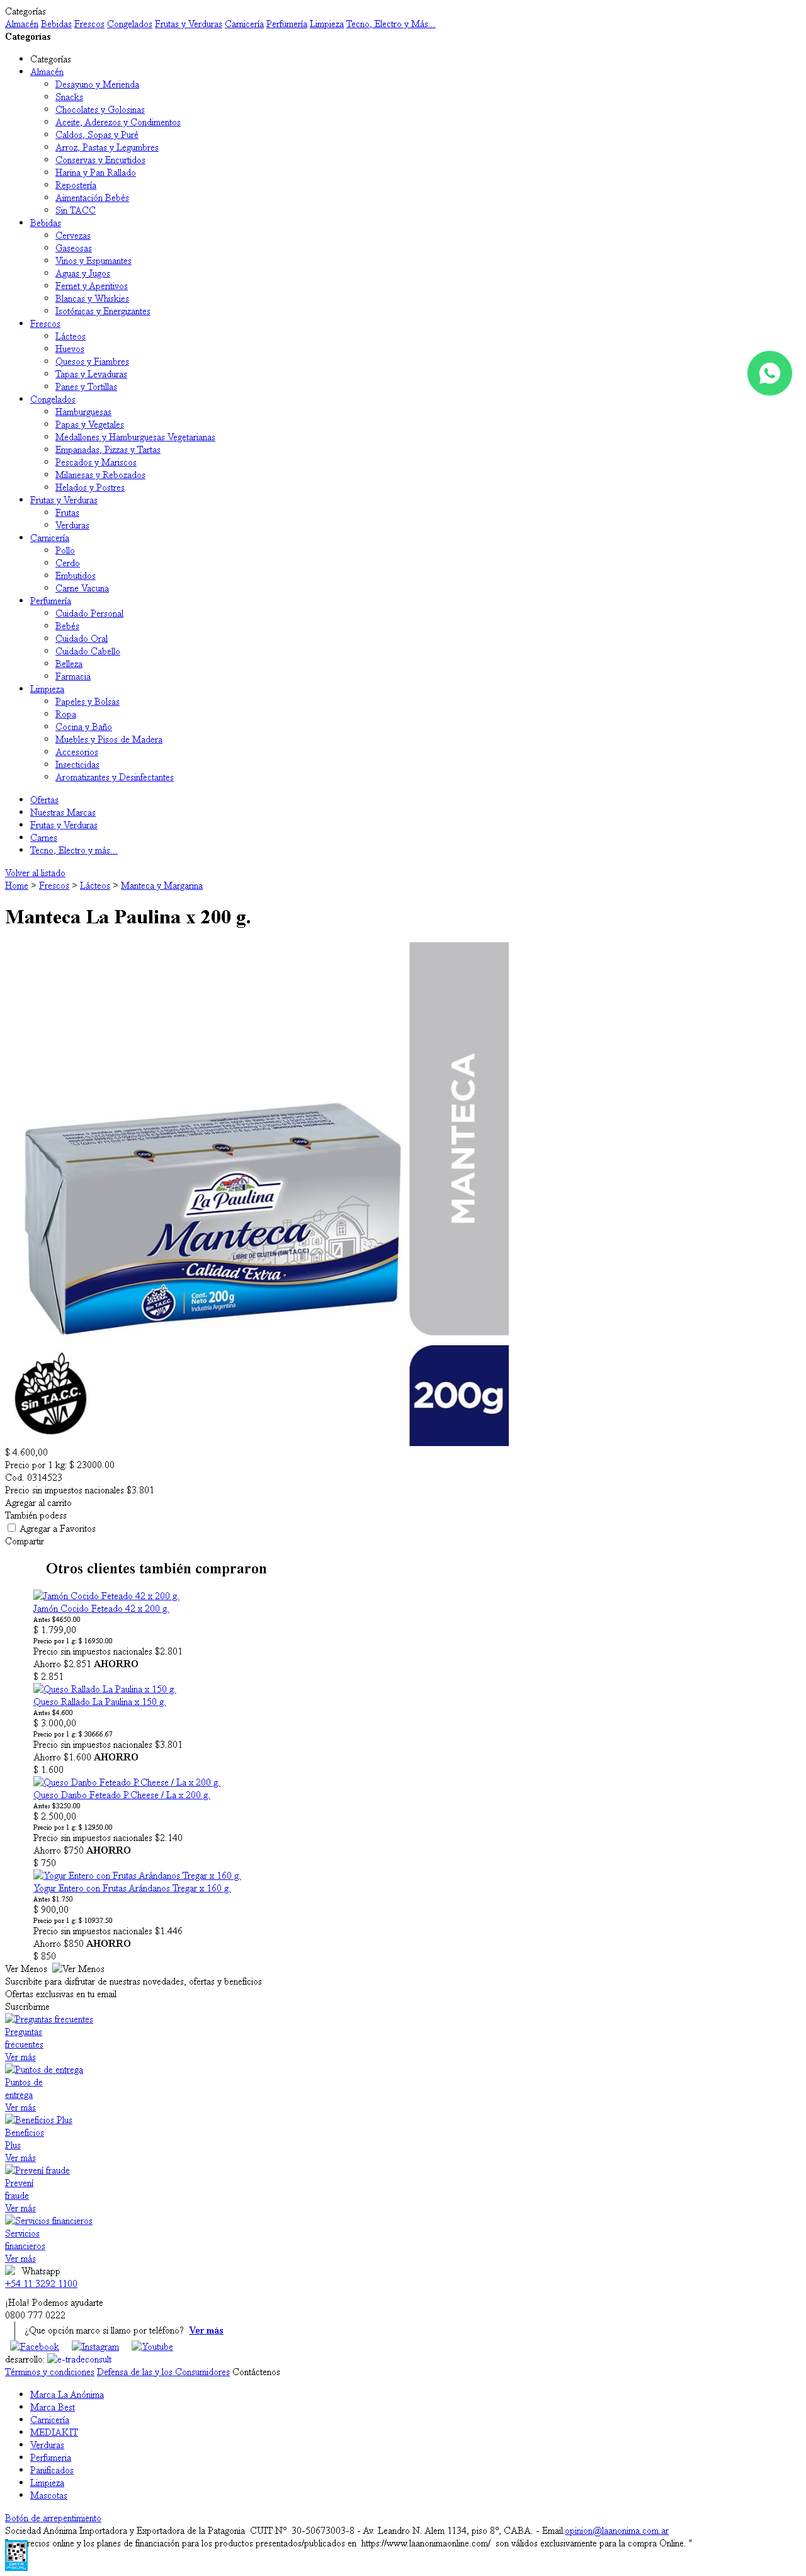 Categorías
Almacén Bebidas Frescos Congelados Frutas y Verduras Carnicería Perfumería Limpieza Tecno, Electro y Más...
Categorías
Categorías
Almacén
Desayuno y Merienda
Snacks
Chocolates y Golosinas
Aceite, Aderezos y Condimentos
Caldos, Sopas y Puré
Arroz, Pastas y Legumbres
Conservas y Encurtidos
Harina y Pan Rallado
Repostería
Aimentación Bebés
Sin TACC
Bebidas
Cervezas
Gaseosas
Vinos y Espumantes
Aguas y Jugos
Fernet y Aperitivos
Blancas y Whiskies
Isotónicas y Energizantes
Frescos
Lácteos
Huevos
Quesos y Fiambres
Tapas y Levaduras
Panes y Tortillas
Congelados
Hamburguesas
Papas y Vegetales
Medallones y Hamburguesas Vegetarianas
Empanadas, Pizzas y Tartas
Pescados y Mariscos
Milanesas y Rebozados
Helados y Postres
Frutas y Verduras
Frutas
Verduras
Carnicería
Pollo
Cerdo
Embutidos
Carne Vacuna
Perfumería
Cuidado Personal
Bebés
Cuidado Oral
Cuidado Cabello
Belleza
Farmacia
Limpieza
Papeles y Bolsas
Ropa
Cocina y Baño
Muebles y Pisos de Madera
Accesorios
Insecticidas
Aromatizantes y Desinfectantes
Ofertas
Nuestras Marcas
Frutas y Verduras
Carnes
Tecno, Electro y más...
Volver al listado
Home > Frescos > Lácteos > Manteca y Margarina
Manteca La Paulina x 200 g.
MANTECA
La Paulina
Manteca
LIBRE DE GLUTEN (SIN T.A.C.C.)
Calidad Extra
Cont. Neto 200g
Industria Argentina
Sin T.A.C.C.
200g
$ 4.600,00
Precio por 1 kg: $ 23000.00
Cod. 0314523
Precio sin impuestos nacionales $3.801
Agregar al carrito
También podess
Agregar a Favoritos
Compartir
Otros clientes también compraron
Jamón Cocido Feteado 42 x 200 g.
Jamón Cocido Feteado 42 x 200 g.
Antes $4650.00
$ 1.799,00
Precio por 1 g: $ 16950.00
Precio sin impuestos nacionales $2.801
Ahorro $2.851 AHORRO
$ 2.851
Queso Rallado La Paulina x 150 g.
Queso Rallado La Paulina x 150 g.
Antes $4.600
$ 3.000,00
Precio por 1 g: $ 30666.67
Precio sin impuestos nacionales $3.801
Ahorro $1.600 AHORRO
$ 1.600
Queso Danbo Feteado P.Cheese / La x 200 g.
Queso Danbo Feteado P.Cheese / La x 200 g.
Antes $3250.00
$ 2.500,00
Precio por 1 g: $ 12950.00
Precio sin impuestos nacionales $2.140
Ahorro $750 AHORRO
$ 750
Yogur Entero con Frutas Arándanos Tregar x 160 g.
Yogur Entero con Frutas Arándanos Tregar x 160 g.
Antes $1.750
$ 900,00
Precio por 1 g: $ 10937.50
Precio sin impuestos nacionales $1.446
Ahorro $850 AHORRO
$ 850
Ver Menos Ver Menos
Suscribite para disfrutar de nuestras novedades, ofertas y beneficios
Ofertas exclusivas en tu email
Suscribirme
Preguntas frecuentes
Preguntas
frecuentes
Ver más
Puntos de entrega
Puntos de
entrega
Ver más
Beneficios Plus
Beneficios
Plus
Ver más
Prevení fraude
Prevení
fraude
Ver más
Servicios financieros
Servicios
financieros
Ver más
Whatsapp
+54 11 3292 1100
¡Hola! Podemos ayudarte
0800 777 0222
¿Que opción marco si llamo por teléfono? Ver más
Facebook Instagram Youtube
desarrollo: e-tradeconsult
Términos y condiciones Defensa de las y los Consumidores Contáctenos
Marca La Anónima
Marca Best
Carnicería
MEDIAKIT
Verduras
Perfumeria
Panificados
Limpieza
Mascotas
Botón de arrepentimiento
Sociedad Anónima Importadora y Exportadora de la Patagonia CUIT Nº 30-50673003-8 - Av. Leandro N. Alem 1134, piso 8º, CABA. - Email:opinion@laanonima.com.ar
recios online y los planes de financiación para los productos presentados/publicados en https://www.laanonimaonline.com/ son válidos exclusivamente para la compra Online. "